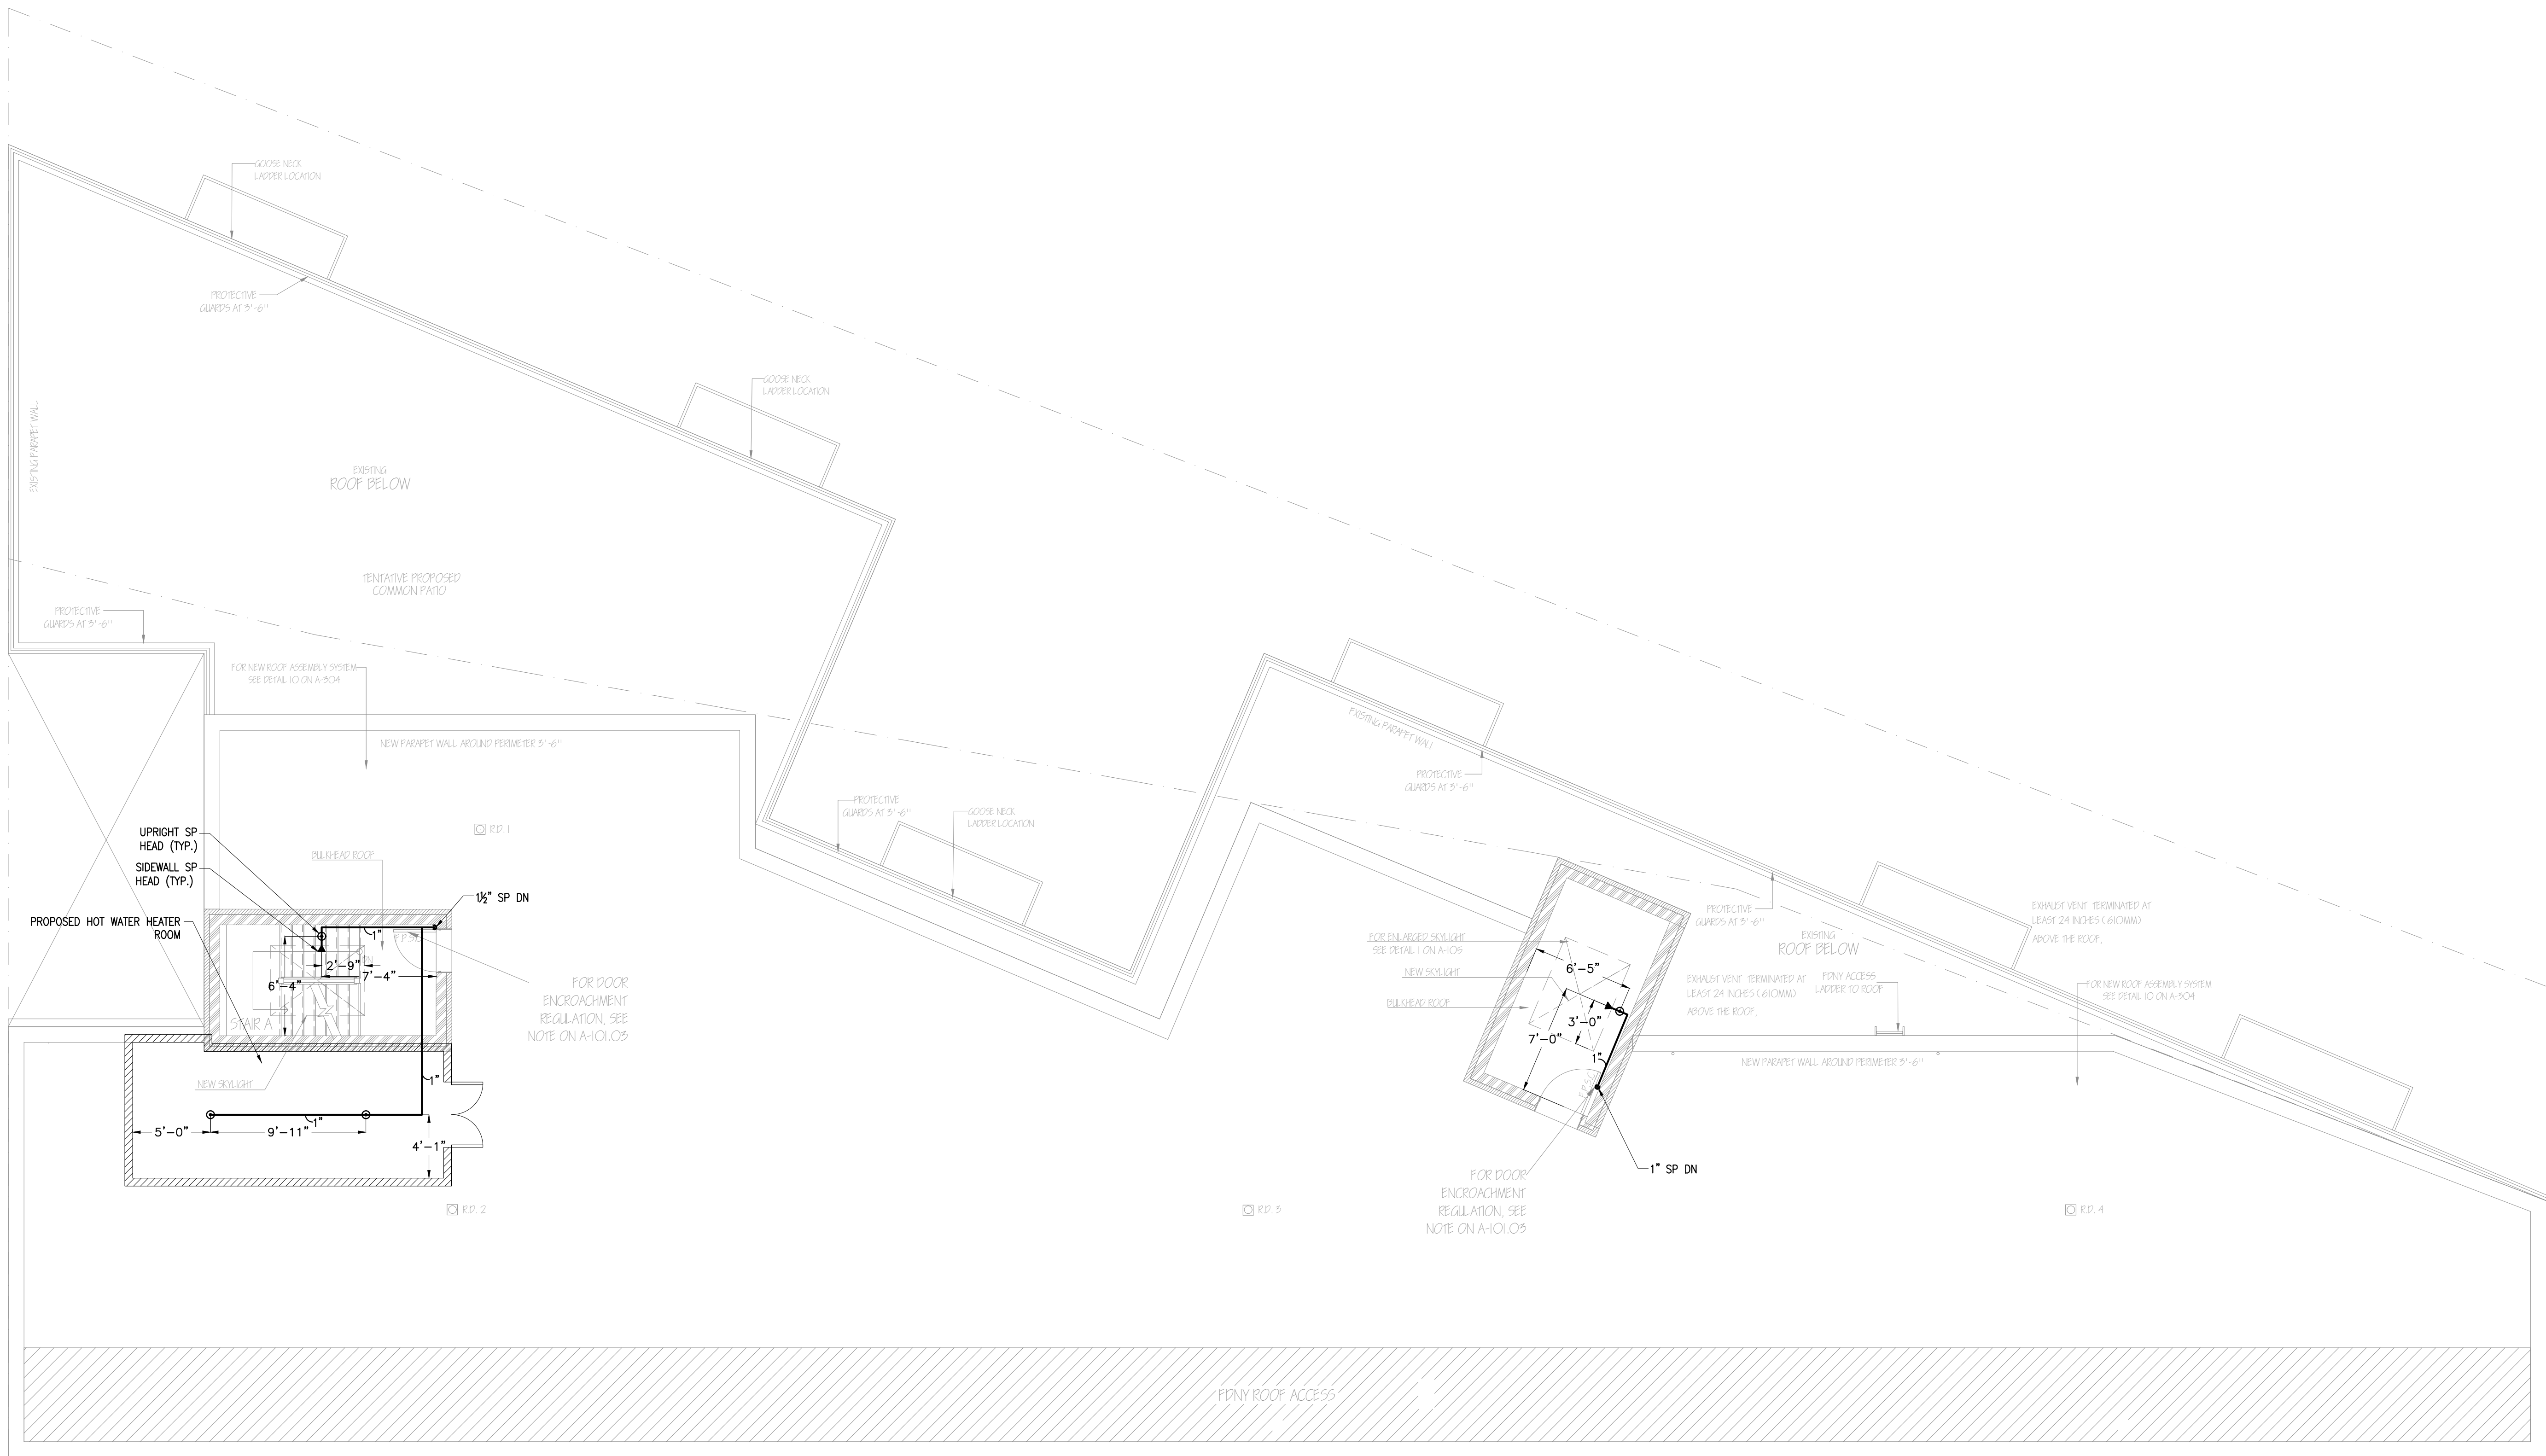 GOOSE NECK
LADDER LOCATION
PROTECTIVE
GUARDS AT 3'-6"
GOOSE NECK
LADDER LOCATION
EXISTING PARAPET WALL
EXISTING
ROOF BELOW
TENTATIVE PROPOSED
COMMON PATIO
PROTECTIVE
GUARDS AT 3'-6"
FOR NEW ROOF ASSEMBLY SYSTEM
SEE DETAIL 10 ON A-304
NEW PARAPET WALL AROUND PERIMETER 3'-6"
EXISTING PARAPET WALL
PROTECTIVE
GUARDS AT 3'-6"
PROTECTIVE
GUARDS AT 3'-6"
GOOSE NECK
LADDER LOCATION
R.D. 1
UPRIGHT SP
HEAD (TYP.)
BULKHEAD ROOF
SIDEWALL SP
HEAD (TYP.)
1½" SP DN
PROPOSED HOT WATER HEATER
ROOM
1"
F.P.S.C.
DN
2'-9"
7'-4"
6'-4"
STAIR A
FOR DOOR
ENCROACHMENT
REGULATION, SEE
NOTE ON A-101.03
NEW SKYLIGHT
1"
1"
5'-0"
9'-11"
4'-1"
R.D. 2
PROTECTIVE
GUARDS AT 3'-6"
EXHAUST VENT TERMINATED AT
LEAST 24 INCHES (610MM)
ABOVE THE ROOF.
EXISTING
ROOF BELOW
FOR ENLARGED SKYLIGHT
SEE DETAIL 1 ON A-105
NEW SKYLIGHT
BULKHEAD ROOF
6'-5"
3'-0"
7'-0"
1"
F.P.S.C.
EXHAUST VENT TERMINATED AT
LEAST 24 INCHES (610MM)
ABOVE THE ROOF.
FDNY ACCESS
LADDER TO ROOF
FOR NEW ROOF ASSEMBLY SYSTEM
SEE DETAIL 10 ON A-304
NEW PARAPET WALL AROUND PERIMETER 3'-6"
1" SP DN
FOR DOOR
ENCROACHMENT
REGULATION, SEE
NOTE ON A-101.03
R.D. 3
R.D. 4
FDNY ROOF ACCESS